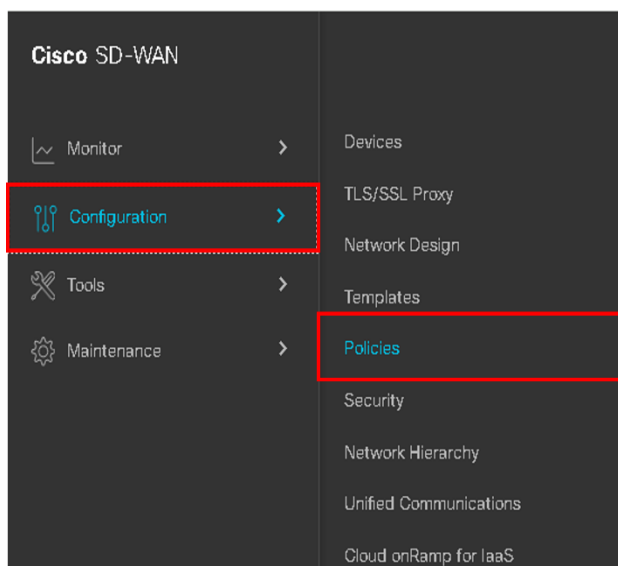 Cisco SD-WAN
Monitor
Configuration
Tools
Maintenance
Devices
TLS/SSL Proxy
Network Design
Templates
Policies
Security
Network Hierarchy
Unified Communications
Cloud onRamp for IaaS